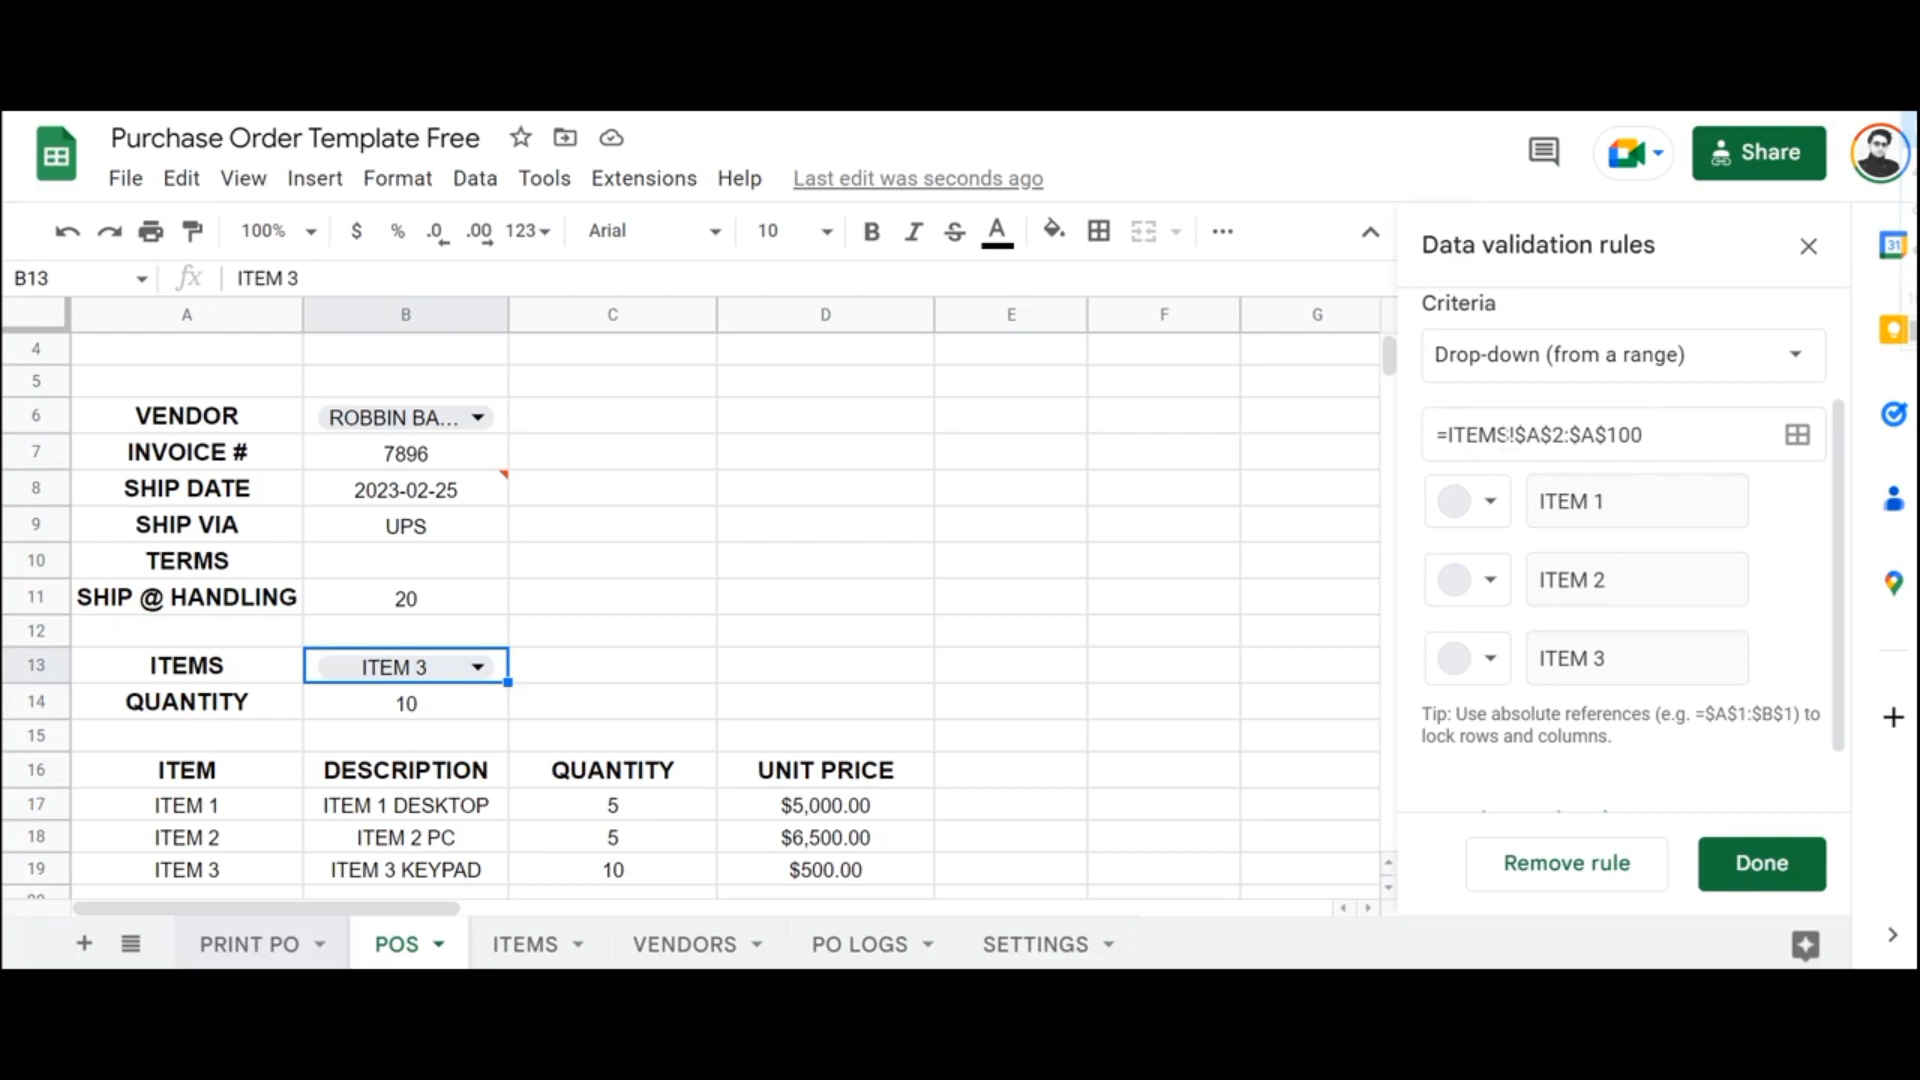 Purchase Order Template Free
File Edit View Insert Format Data Tools Extensions Help Last edit was seconds ago
Share
100% $ % .0 .00 123 Arial 10 B I S A
B13 fx ITEM 3
A B C D E F G
4
5
6 VENDOR ROBBIN BA...
7 INVOICE # 7896
8 SHIP DATE 2023-02-25
9 SHIP VIA UPS
10 TERMS
11 SHIP @ HANDLING 20
12
13 ITEMS ITEM 3
14 QUANTITY 10
15
16 ITEM DESCRIPTION QUANTITY UNIT PRICE
17 ITEM 1 ITEM 1 DESKTOP 5 $5,000.00
18 ITEM 2 ITEM 2 PC 5 $6,500.00
19 ITEM 3 ITEM 3 KEYPAD 10 $500.00
PRINT PO POS ITEMS VENDORS PO LOGS SETTINGS
Data validation rules
Criteria
Drop-down (from a range)
=ITEMS!$A$2:$A$100
ITEM 1
ITEM 2
ITEM 3
Tip: Use absolute references (e.g. =$A$1:$B$1) to
lock rows and columns.
Remove rule Done
31